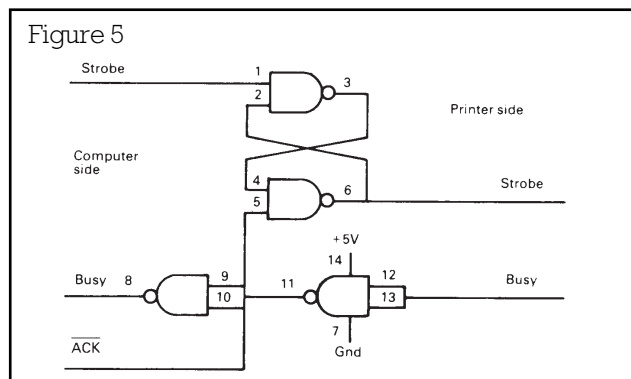 Figure 5
Strobe
1
3
2
Printer side
Computer
side
4
6
Strobe
5
+5V
14
Busy
8
9
11
12
Busy
10
13
ACK
7
Gnd